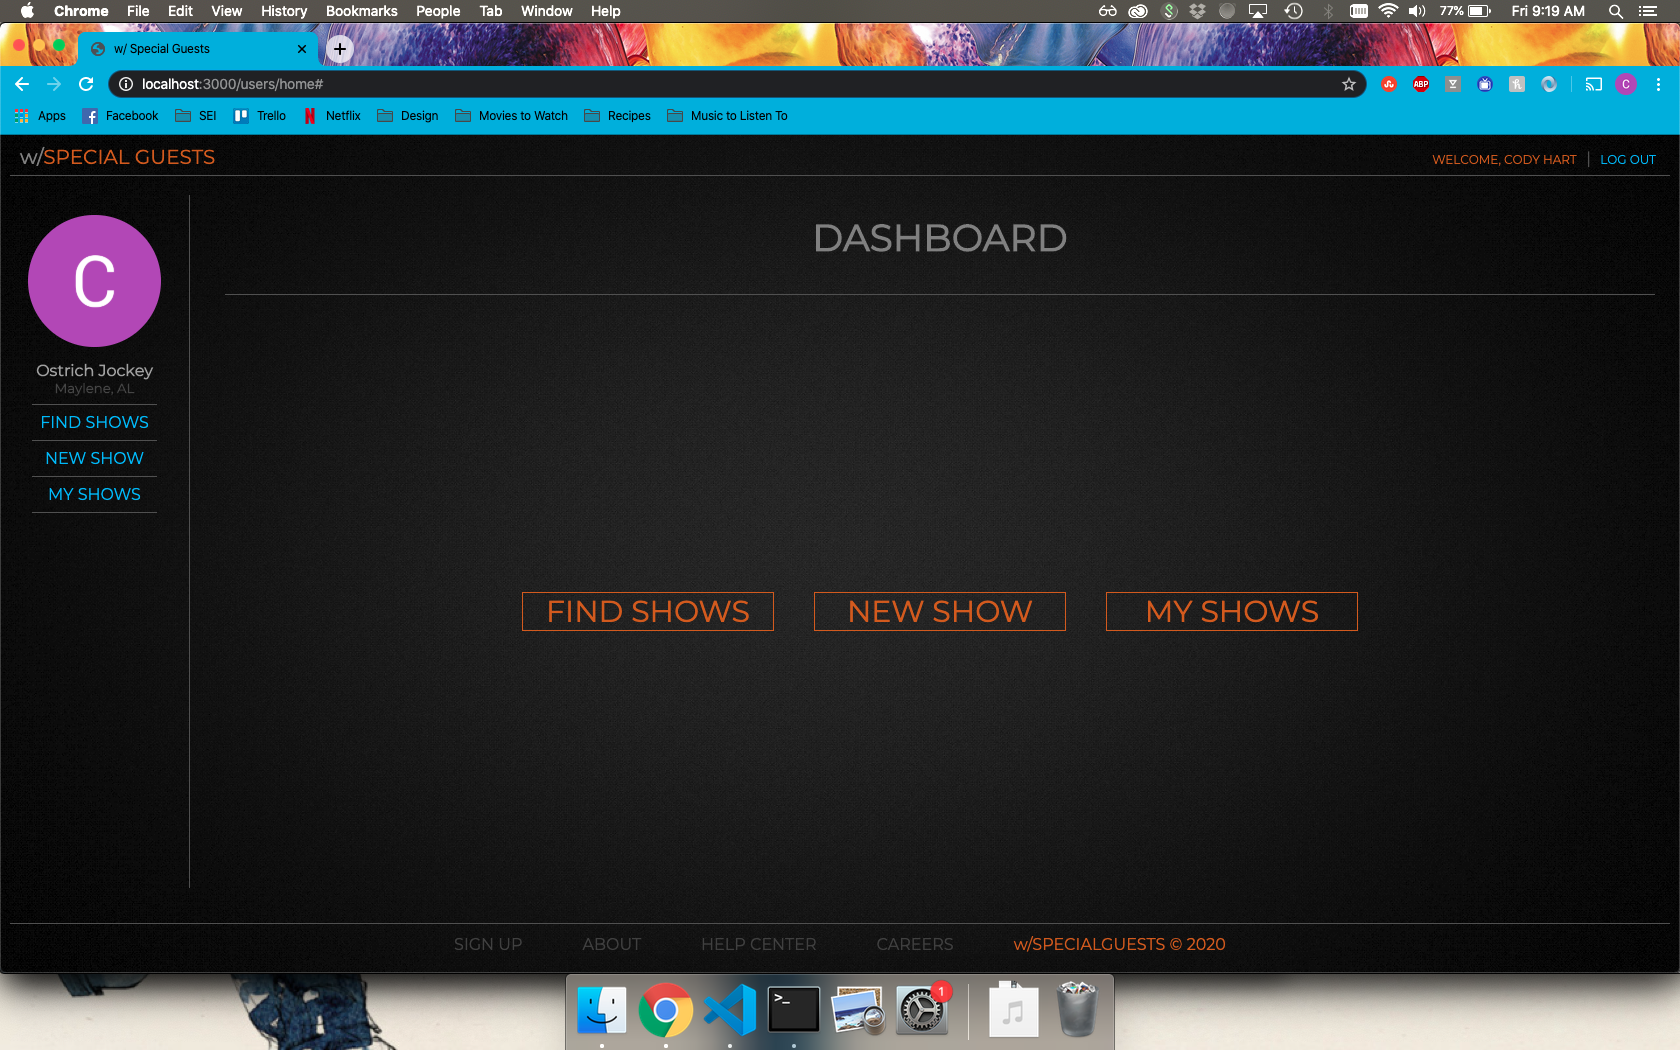 Chrome File Edit View History Bookmarks People Tab Window Help 77% Fri 9:19 AM
w/ Special Guests
localhost:3000/users/home# ABP C
Apps Facebook SEI Trello Netflix Design Movies to Watch Recipes Music to Listen To
w/SPECIAL GUESTS WELCOME, CODY HART LOG OUT
DASHBOARD
C
Ostrich Jockey
Maylene, AL
FIND SHOWS
NEW SHOW
MY SHOWS
FIND SHOWS NEW SHOW MY SHOWS
SIGN UP ABOUT HELP CENTER CAREERS w/SPECIALGUESTS © 2020
>_ 1